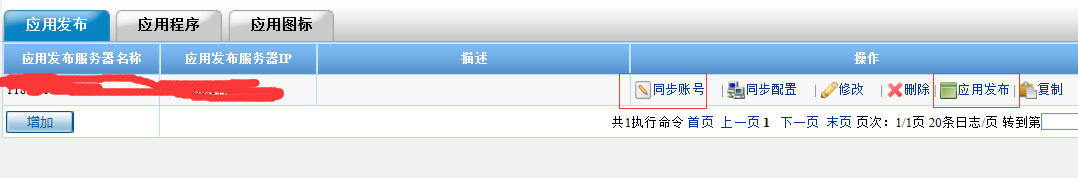 应用发布 应用程序 应用图标
应用发布服务器名称 应用发布服务器IP 描述 操作
同步账号 | 同步配置 | 修改 | 删除 | 应用发布 | 复制
增加 共1执行命令 首页 上一页 1 下一页 末页 页次：1/1页 20条日志/页 转到第